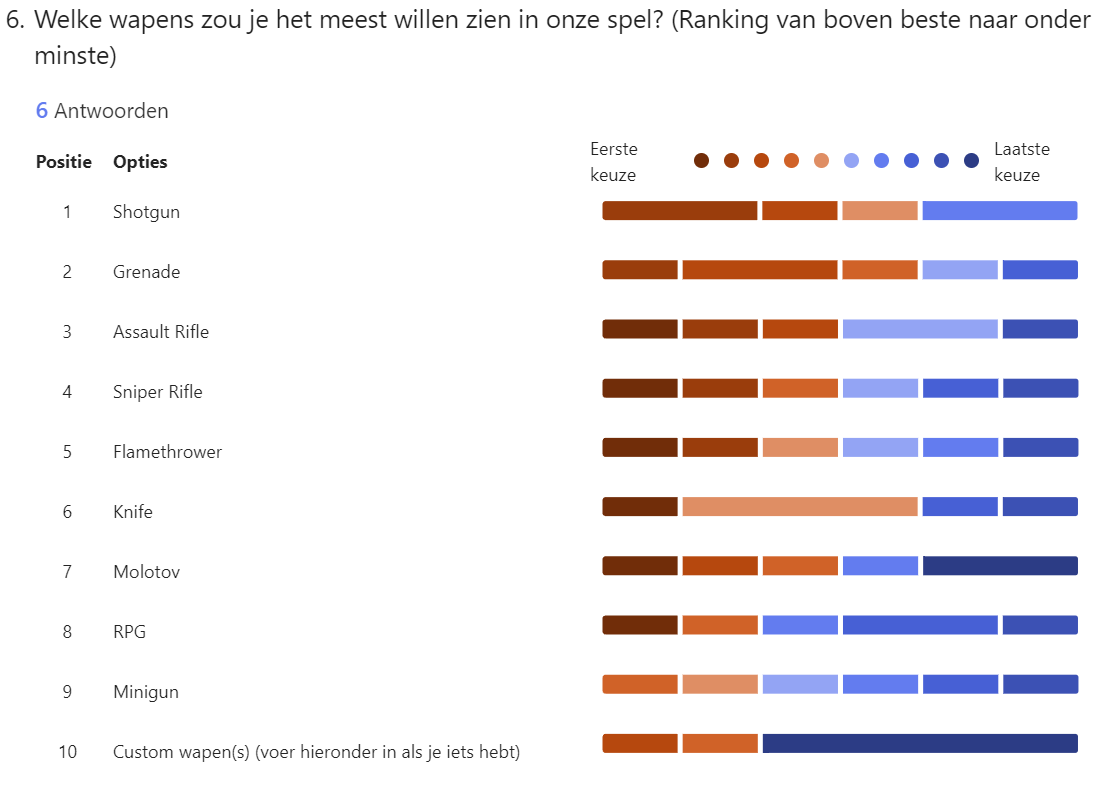 6. Welke wapens zou je het meest willen zien in onze spel? (Ranking van boven beste naar onder
minste)
6 Antwoorden
Positie Opties
Eerste
keuze
Laatste
keuze
1 Shotgun
2 Grenade
3 Assault Rifle
4 Sniper Rifle
5 Flamethrower
6 Knife
7 Molotov
8 RPG
9 Minigun
10 Custom wapen(s) (voer hieronder in als je iets hebt)